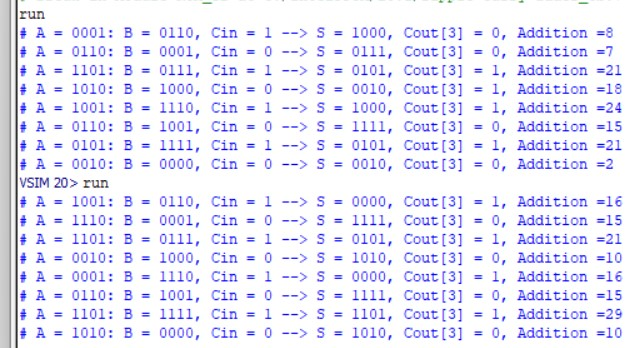 run
# A = 0001: B = 0110, Cin = 1 --> S = 1000, Cout[3] = 0, Addition =8
# A = 0110: B = 0001, Cin = 0 --> S = 0111, Cout[3] = 0, Addition =7
# A = 1101: B = 0111, Cin = 1 --> S = 0101, Cout[3] = 1, Addition =21
# A = 1010: B = 1000, Cin = 0 --> S = 0010, Cout[3] = 1, Addition =18
# A = 1001: B = 1110, Cin = 1 --> S = 1000, Cout[3] = 1, Addition =24
# A = 0110: B = 1001, Cin = 0 --> S = 1111, Cout[3] = 0, Addition =15
# A = 0101: B = 1111, Cin = 1 --> S = 0101, Cout[3] = 1, Addition =21
# A = 0010: B = 0000, Cin = 0 --> S = 0010, Cout[3] = 0, Addition =2
VSIM 20> run
# A = 1001: B = 0110, Cin = 1 --> S = 0000, Cout[3] = 1, Addition =16
# A = 1110: B = 0001, Cin = 0 --> S = 1111, Cout[3] = 0, Addition =15
# A = 1101: B = 0111, Cin = 1 --> S = 0101, Cout[3] = 1, Addition =21
# A = 0010: B = 1000, Cin = 0 --> S = 1010, Cout[3] = 0, Addition =10
# A = 0001: B = 1110, Cin = 1 --> S = 0000, Cout[3] = 1, Addition =16
# A = 0110: B = 1001, Cin = 0 --> S = 1111, Cout[3] = 0, Addition =15
# A = 1101: B = 1111, Cin = 1 --> S = 1101, Cout[3] = 1, Addition =29
# A = 1010: B = 0000, Cin = 0 --> S = 1010, Cout[3] = 0, Addition =10